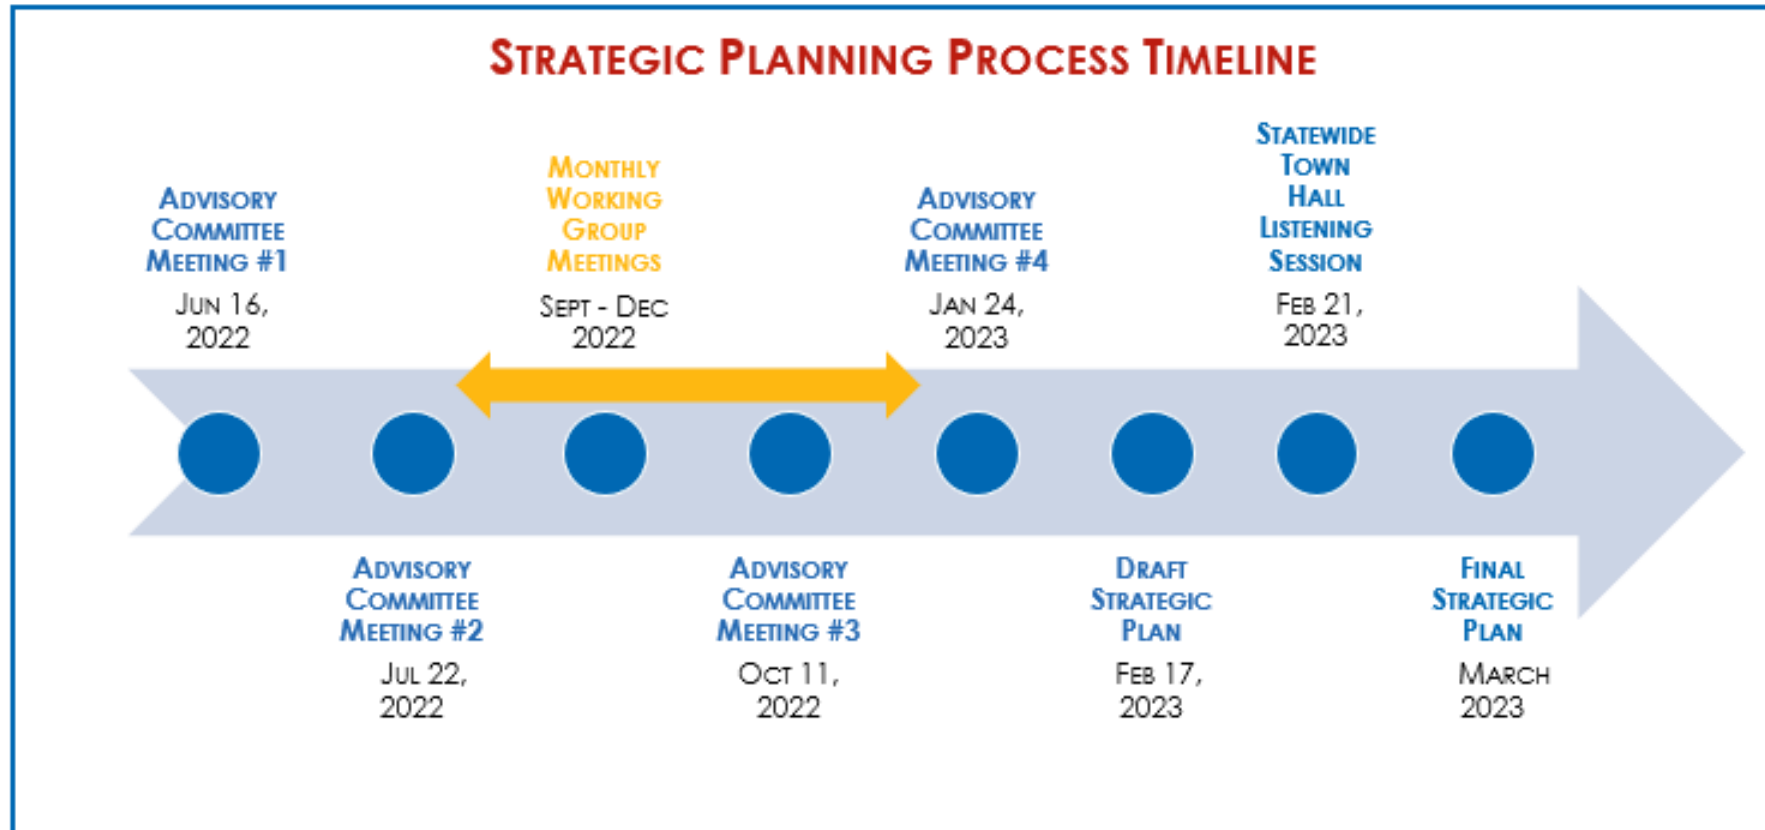 STRATEGIC PLANNING PROCESS TIMELINE
ADVISORY
COMMITTEE
MEETING #1
JUN 16,
2022
MONTHLY
WORKING
GROUP
MEETINGS
SEPT - DEC
2022
ADVISORY
COMMITTEE
MEETING #4
JAN 24,
2023
STATEWIDE
TOWN
HALL
LISTENING
SESSION
FEB 21,
2023
ADVISORY
COMMITTEE
MEETING #2
JUL 22,
2022
ADVISORY
COMMITTEE
MEETING #3
OCT 11,
2022
DRAFT
STRATEGIC
PLAN
FEB 17,
2023
FINAL
STRATEGIC
PLAN
MARCH
2023